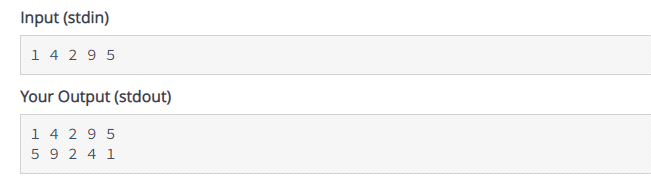 Input (stdin)
1 4 2 9 5
Your Output (stdout)
1 4 2 9 5
5 9 2 4 1